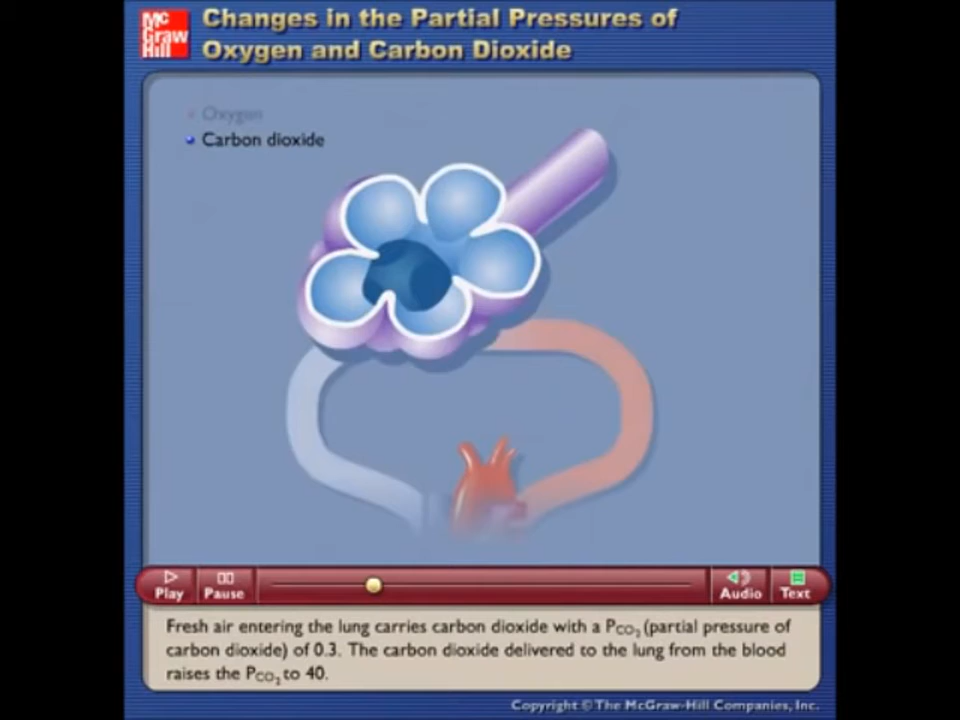 Mc
Graw
Hill
Changes in the Partial Pressures of
Oxygen and Carbon Dioxide
Oxygen
Carbon dioxide
Play
Pause
Audio
Text
Fresh air entering the lung carries carbon dioxide with a PCO₂ (partial pressure of
carbon dioxide) of 0.3. The carbon dioxide delivered to the lung from the blood
raises the PCO₂ to 40.
Copyright © The McGraw-Hill Companies, Inc.